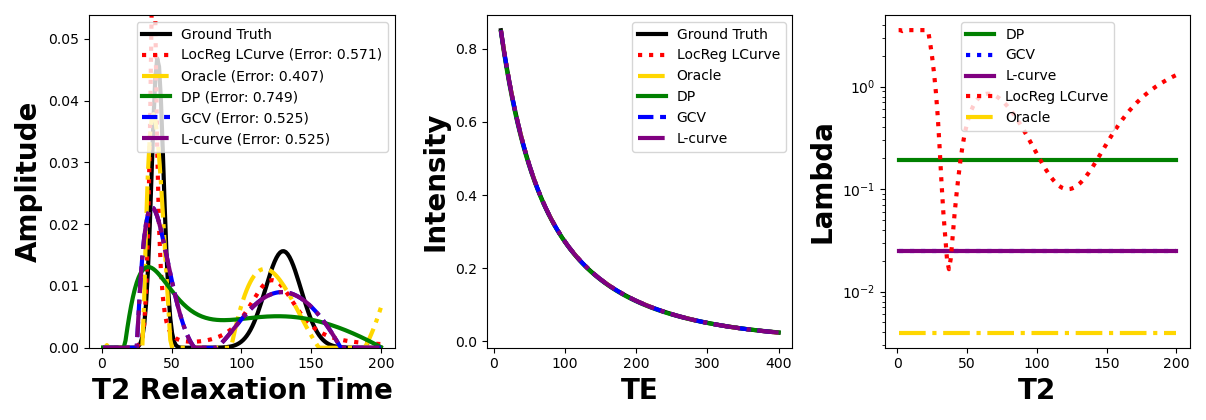 Amplitude
0.05
0.04
0.03
0.02
0.01
0.00
Ground Truth
LocReg LCurve (Error: 0.571)
Oracle (Error: 0.407)
DP (Error: 0.749)
GCV (Error: 0.525)
L-curve (Error: 0.525)
0 50 100 150 200
T2 Relaxation Time
Intensity
0.8
0.6
0.4
0.2
0.0
Ground Truth
LocReg LCurve
Oracle
DP
GCV
L-curve
0 100 200 300 400
TE
Lambda
10⁰
10⁻¹
10⁻²
DP
GCV
L-curve
LocReg LCurve
Oracle
0 50 100 150 200
T2